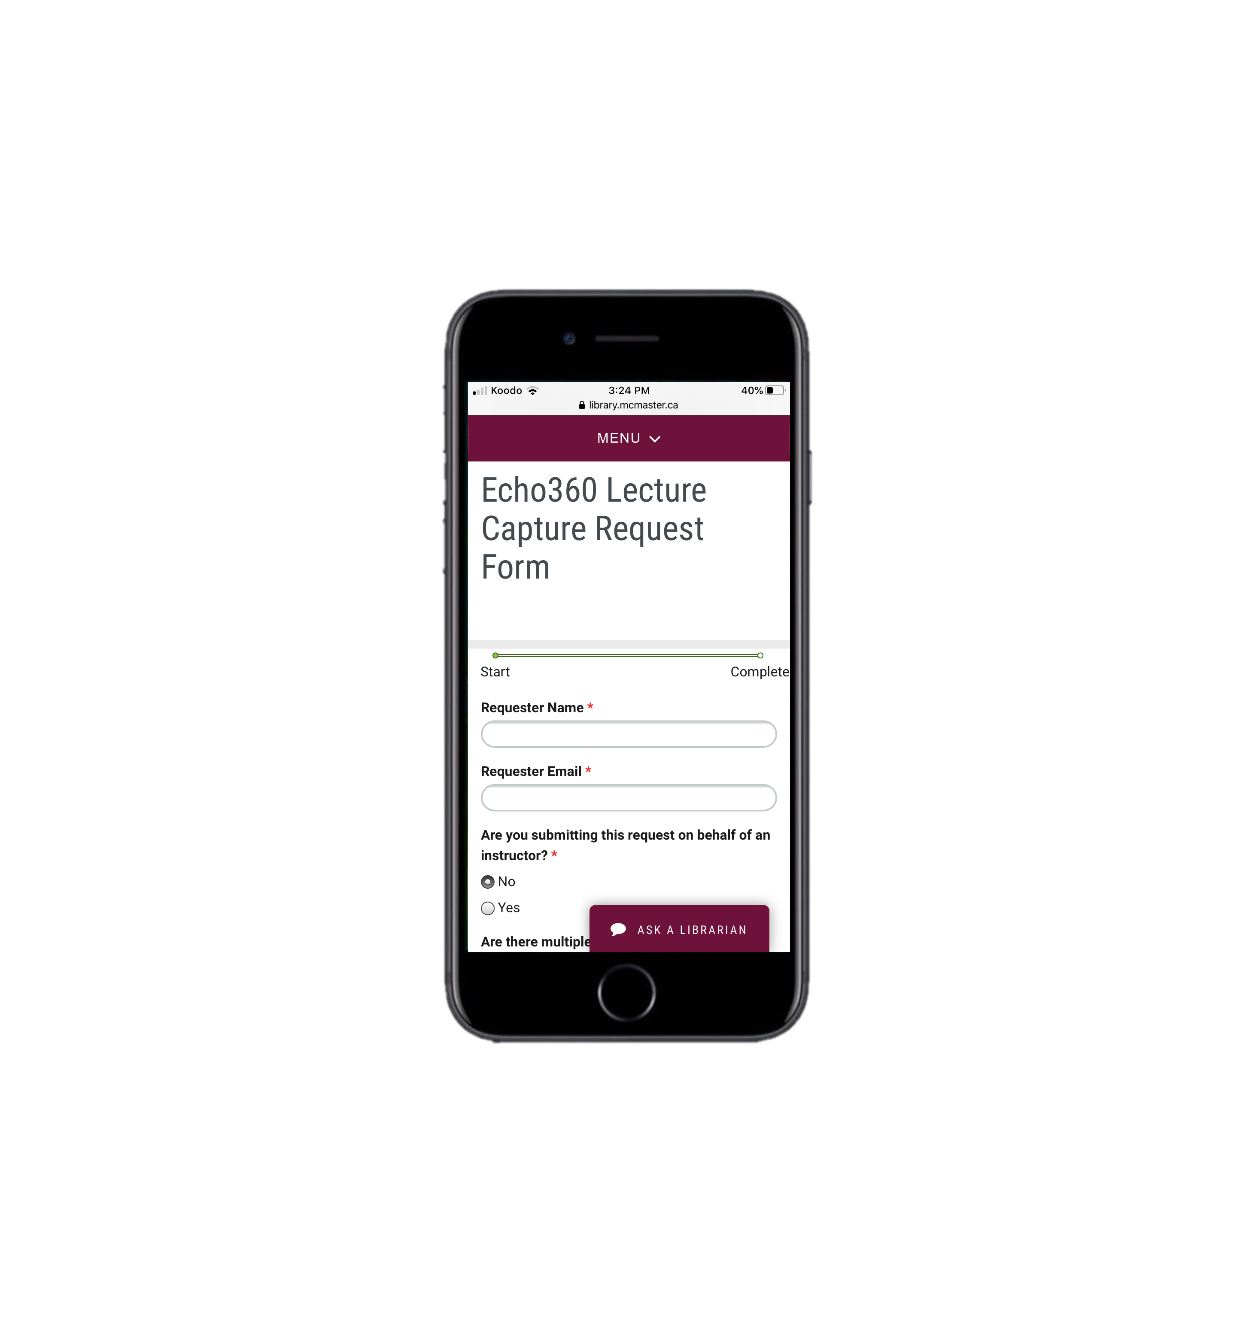 Koodo 3:24 PM 40%
library.mcmaster.ca
MENU
Echo360 Lecture
Capture Request
Form
Start Complete
Requester Name *
Requester Email *
Are you submitting this request on behalf of an
instructor? *
No
Yes
Are there multiple
ASK A LIBRARIAN